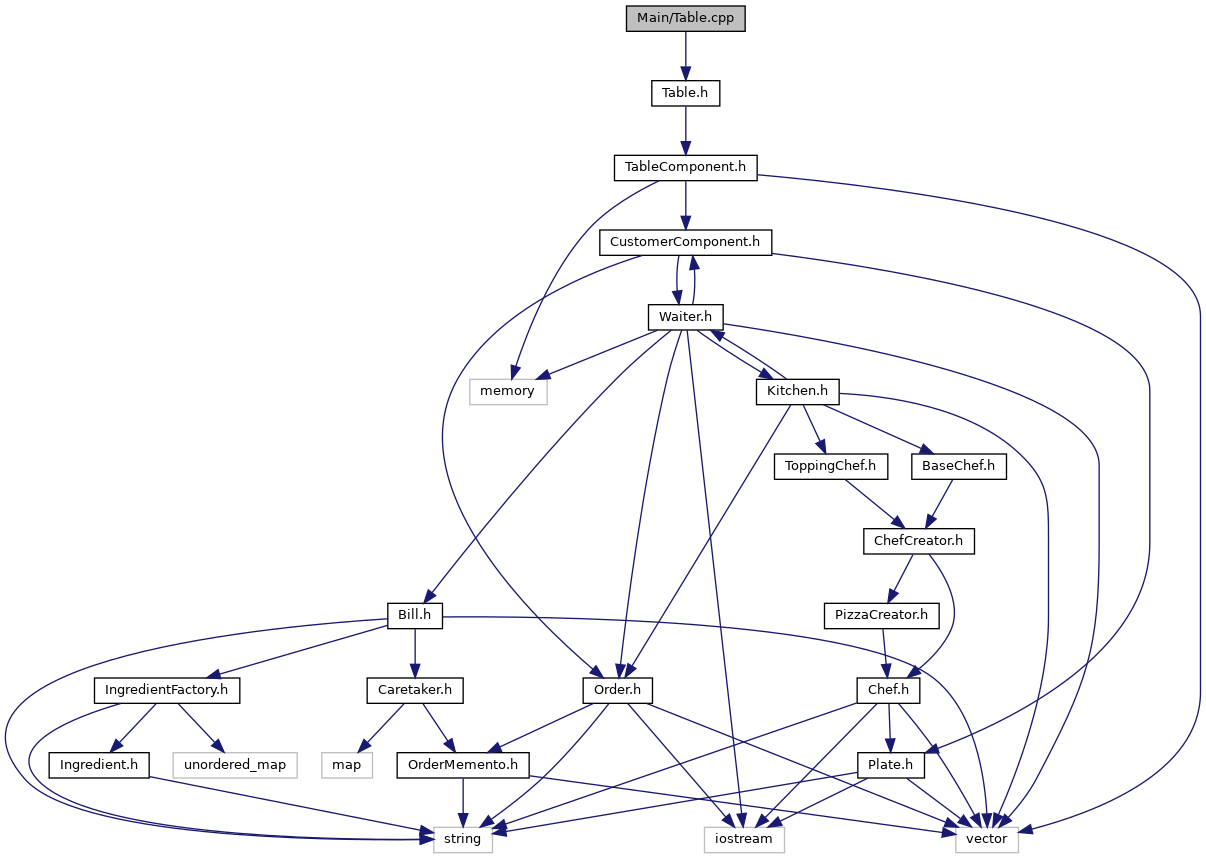 Main/Table.cpp
Table.h
TableComponent.h
CustomerComponent.h
Waiter.h
memory
Kitchen.h
ToppingChef.h
BaseChef.h
ChefCreator.h
Bill.h
PizzaCreator.h
IngredientFactory.h
Caretaker.h
Order.h
Chef.h
Ingredient.h
unordered_map
map
OrderMemento.h
Plate.h
string
iostream
vector